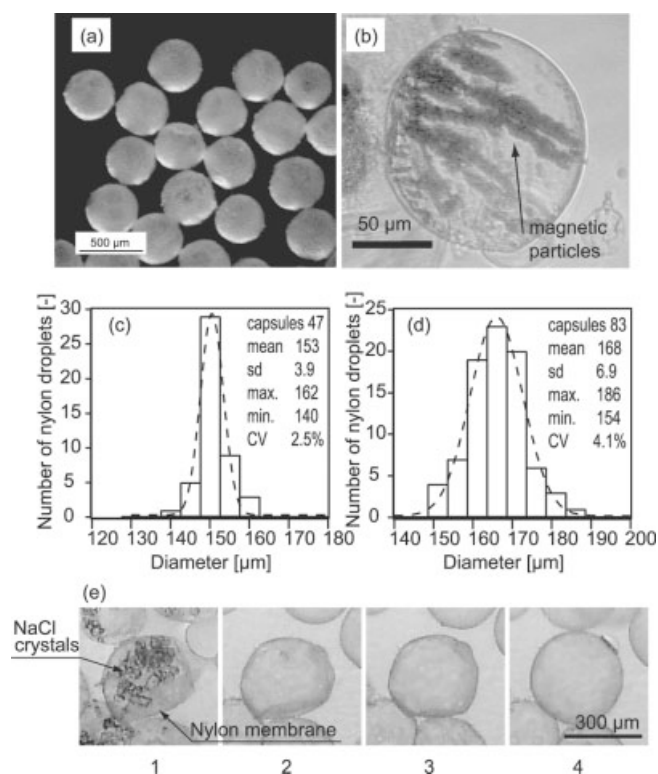 (a)
500 µm
(b)
50 µm
magnetic
particles
Number of nylon droplets [-]
30
25
20
15
10
5
0
(c)
capsules 47
mean 153
sd 3.9
max. 162
min. 140
CV 2.5%
120 130 140 150 160 170 180
Diameter [µm]
Number of nylon droplets [-]
25
20
15
10
5
0
(d)
capsules 83
mean 168
sd 6.9
max. 186
min. 154
CV 4.1%
140 150 160 170 180 190 200
Diameter [µm]
(e)
NaCl
crystals
Nylon membrane
300 µm
1 2 3 4